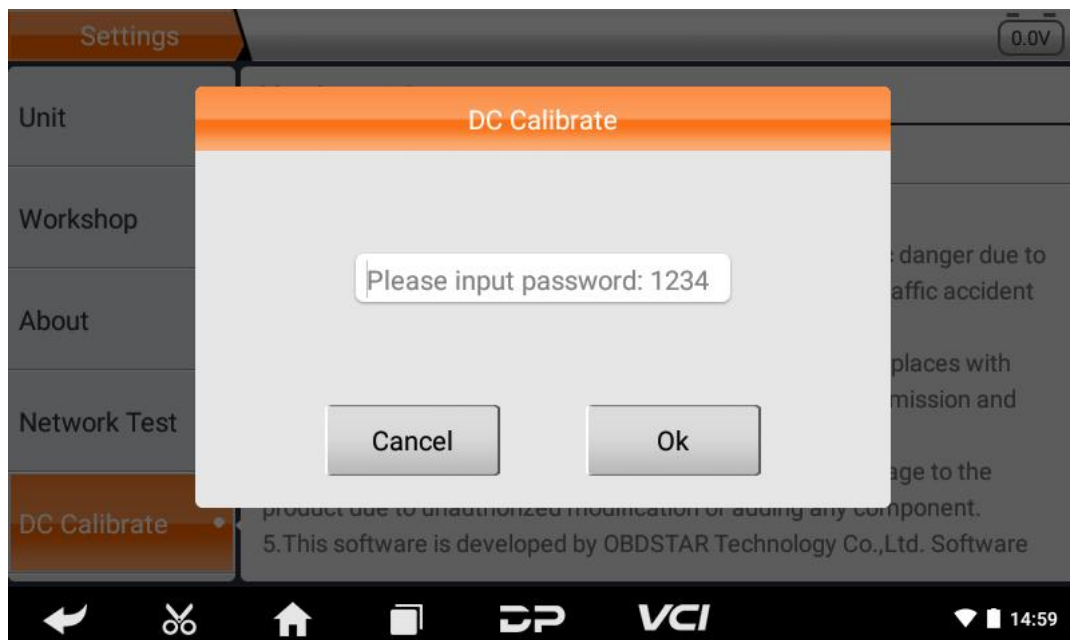 Settings
0.0V
Unit
DC Calibrate
Workshop
danger due to
Please input password: 1234
affic accident
About
places with
mission and
Network Test
Cancel
Ok
age to the
DC Calibrate
product due to unauthorized modification or adding any component.
5.This software is developed by OBDSTAR Technology Co.,Ltd. Software
DP
VCI
14:59